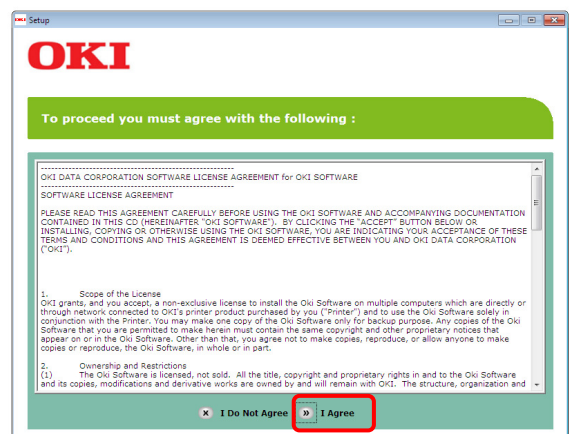 OKI Setup
OKI
To proceed you must agree with the following :
-------------------------------------------------------
OKI DATA CORPORATION SOFTWARE LICENSE AGREEMENT for OKI SOFTWARE
-------------------------------------------------------
SOFTWARE LICENSE AGREEMENT
PLEASE READ THIS AGREEMENT CAREFULLY BEFORE USING THE OKI SOFTWARE AND ACCOMPANYING DOCUMENTATION
CONTAINED IN THIS CD (HEREINAFTER "OKI SOFTWARE").  BY CLICKING THE "ACCEPT" BUTTON BELOW OR
INSTALLING, COPYING OR OTHERWISE USING THE OKI SOFTWARE, YOU ARE INDICATING YOUR ACCEPTANCE OF THESE
TERMS AND CONDITIONS AND THIS AGREEMENT IS DEEMED EFFECTIVE BETWEEN YOU AND OKI DATA CORPORATION
("OKI").
1. Scope of the License
OKI grants, and you accept, a non-exclusive license to install the Oki Software on multiple computers which are directly or
through network connected to OKI's printer product purchased by you ("Printer") and to use the Oki Software solely in
conjunction with the Printer. You may make one copy of the Oki Software only for backup purpose. Any copies of the Oki
Software that you are permitted to make herein must contain the same copyright and other proprietary notices that
appear on or in the Oki Software. Other than that, you agree not to make copies, reproduce, or allow anyone to make
copies or reproduce, the Oki Software, in whole or in part.
2. Ownership and Restrictions
(1) The Oki Software is licensed, not sold. All the title, copyright and proprietary rights in and to the Oki Software
and its copies, modifications and derivative works are owned by and will remain with OKI.  The structure, organization and
I Do Not Agree I Agree